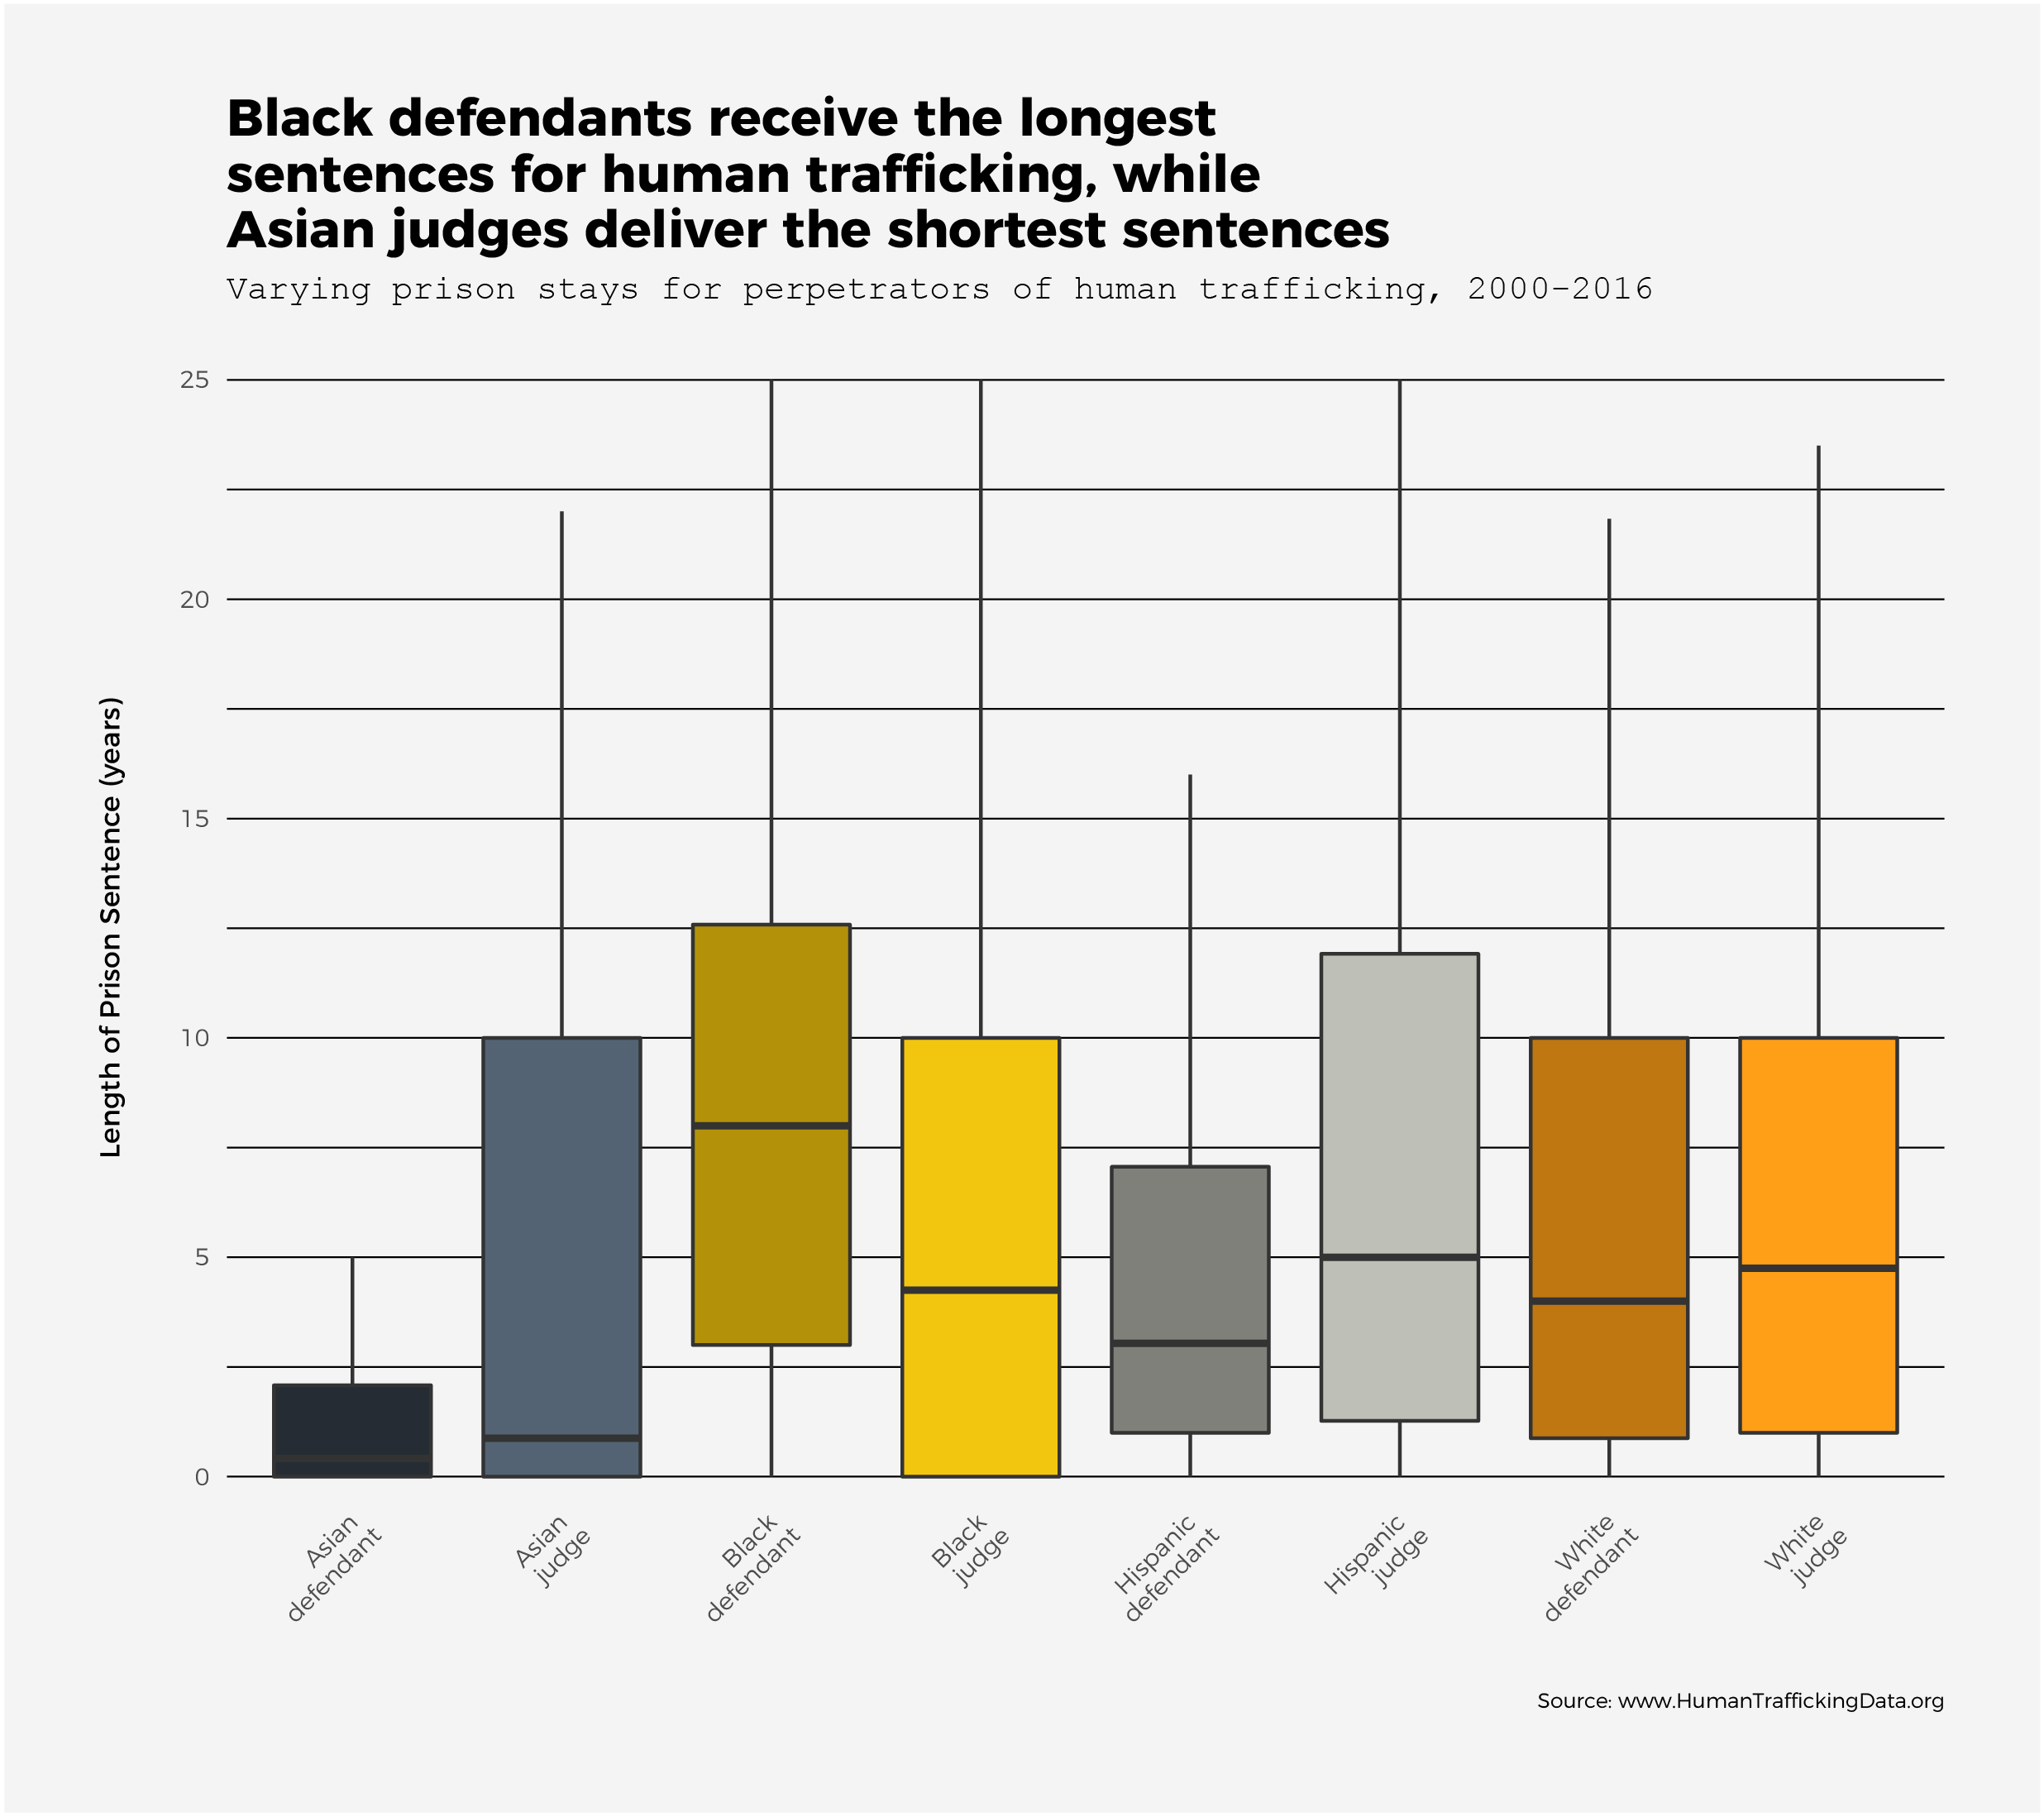 Black defendants receive the longest
sentences for human trafficking, while
Asian judges deliver the shortest sentences
Varying prison stays for perpetrators of human trafficking, 2000-2016
25
20
15
10
5
0
Length of Prison Sentence (years)
Asian
defendant
Asian
judge
Black
defendant
Black
judge
Hispanic
defendant
Hispanic
judge
White
defendant
White
judge
Source: www.HumanTraffickingData.org